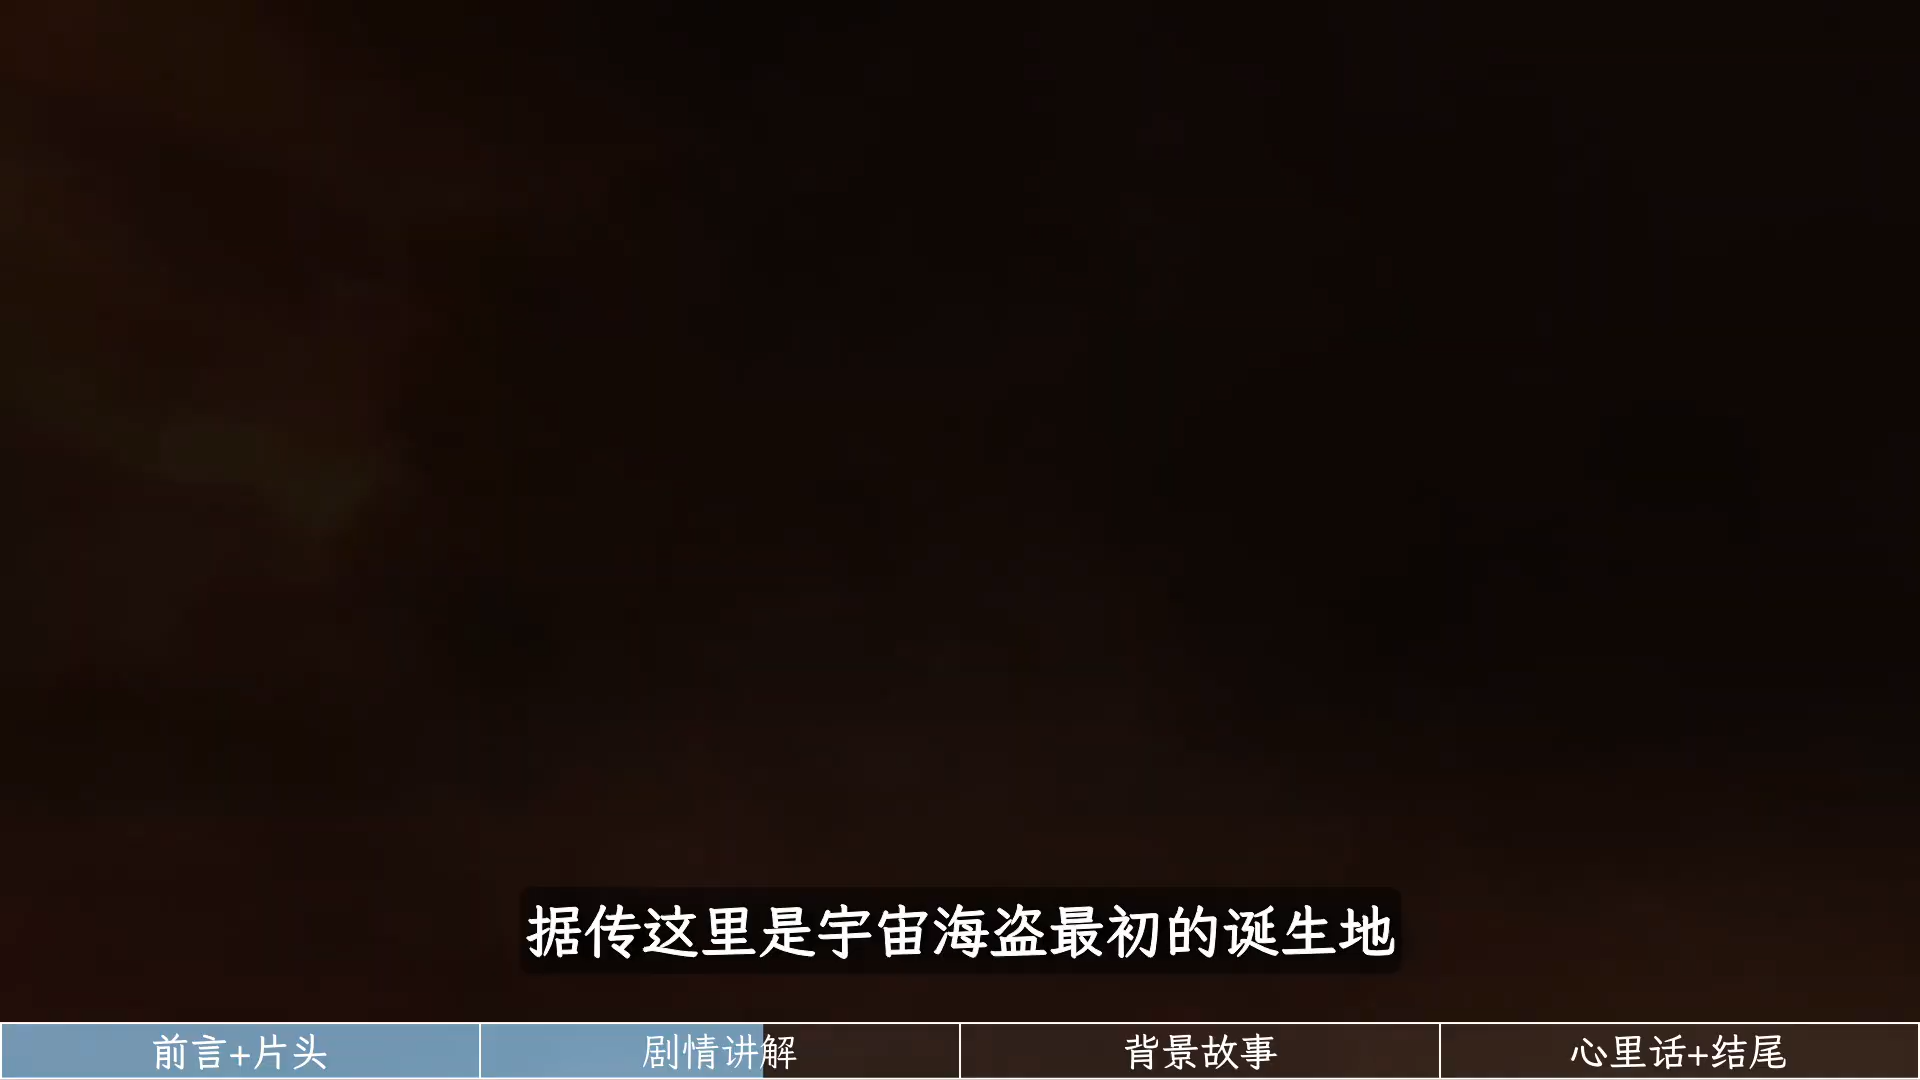 据传这里是宇宙海盗最初的诞生地
前言+片头
剧情讲解
背景故事
心里话+结尾